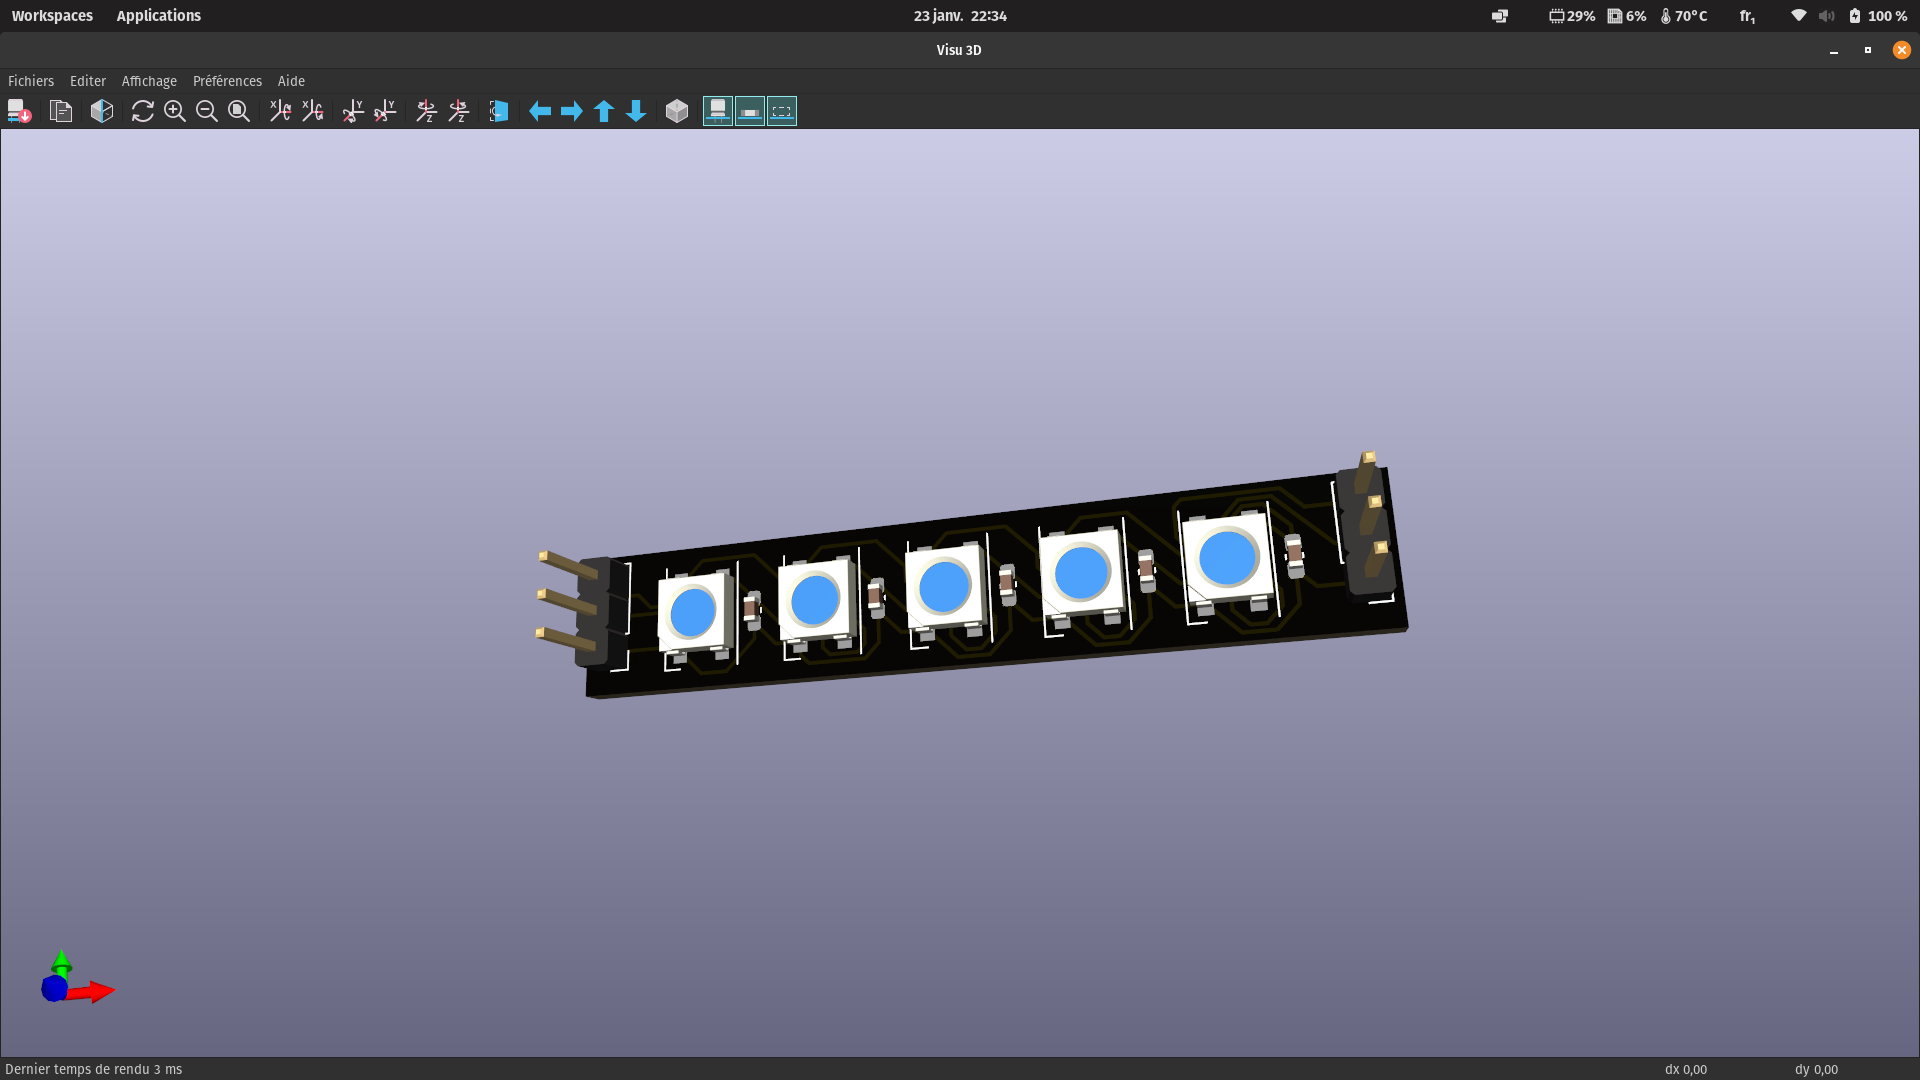 Workspaces Applications 23 janv. 22:34 29% 6% 70°C fr₁ 100 %
Visu 3D
Fichiers Editer Affichage Préférences Aide
X X Y Y Z Z
Dernier temps de rendu 3 ms dx 0,00 dy 0,00